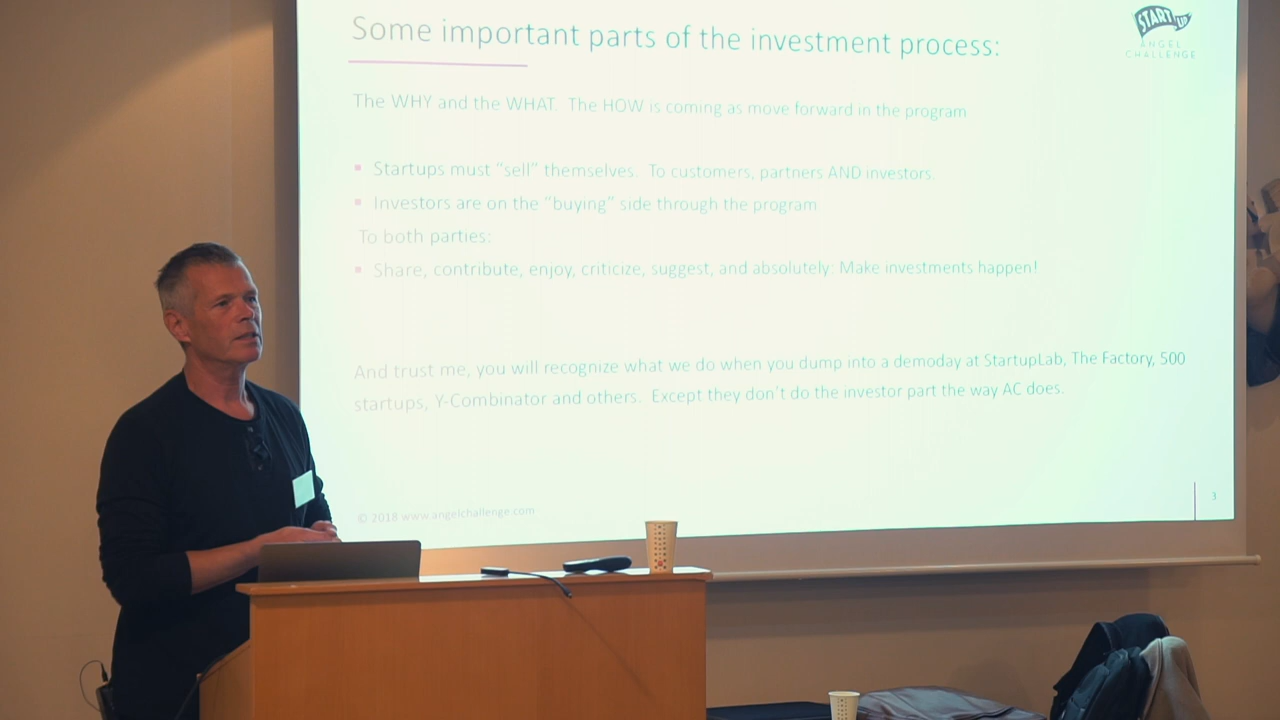 Some important parts of the investment process:
START UP
ANGEL
CHALLENGE
The WHY and the WHAT. The HOW is coming as move forward in the program
Startups must “sell” themselves. To customers, partners AND investors.
Investors are on the “buying” side through the program
To both parties:
Share, contribute, enjoy, criticize, suggest, and absolutely: Make investments happen!
And trust me, you will recognize what we do when you dump into a demoday at StartupLab, The Factory, 500
startups, Y-Combinator and others. Except they don’t do the investor part the way AC does.
© 2018 www.angelchallenge.com
3